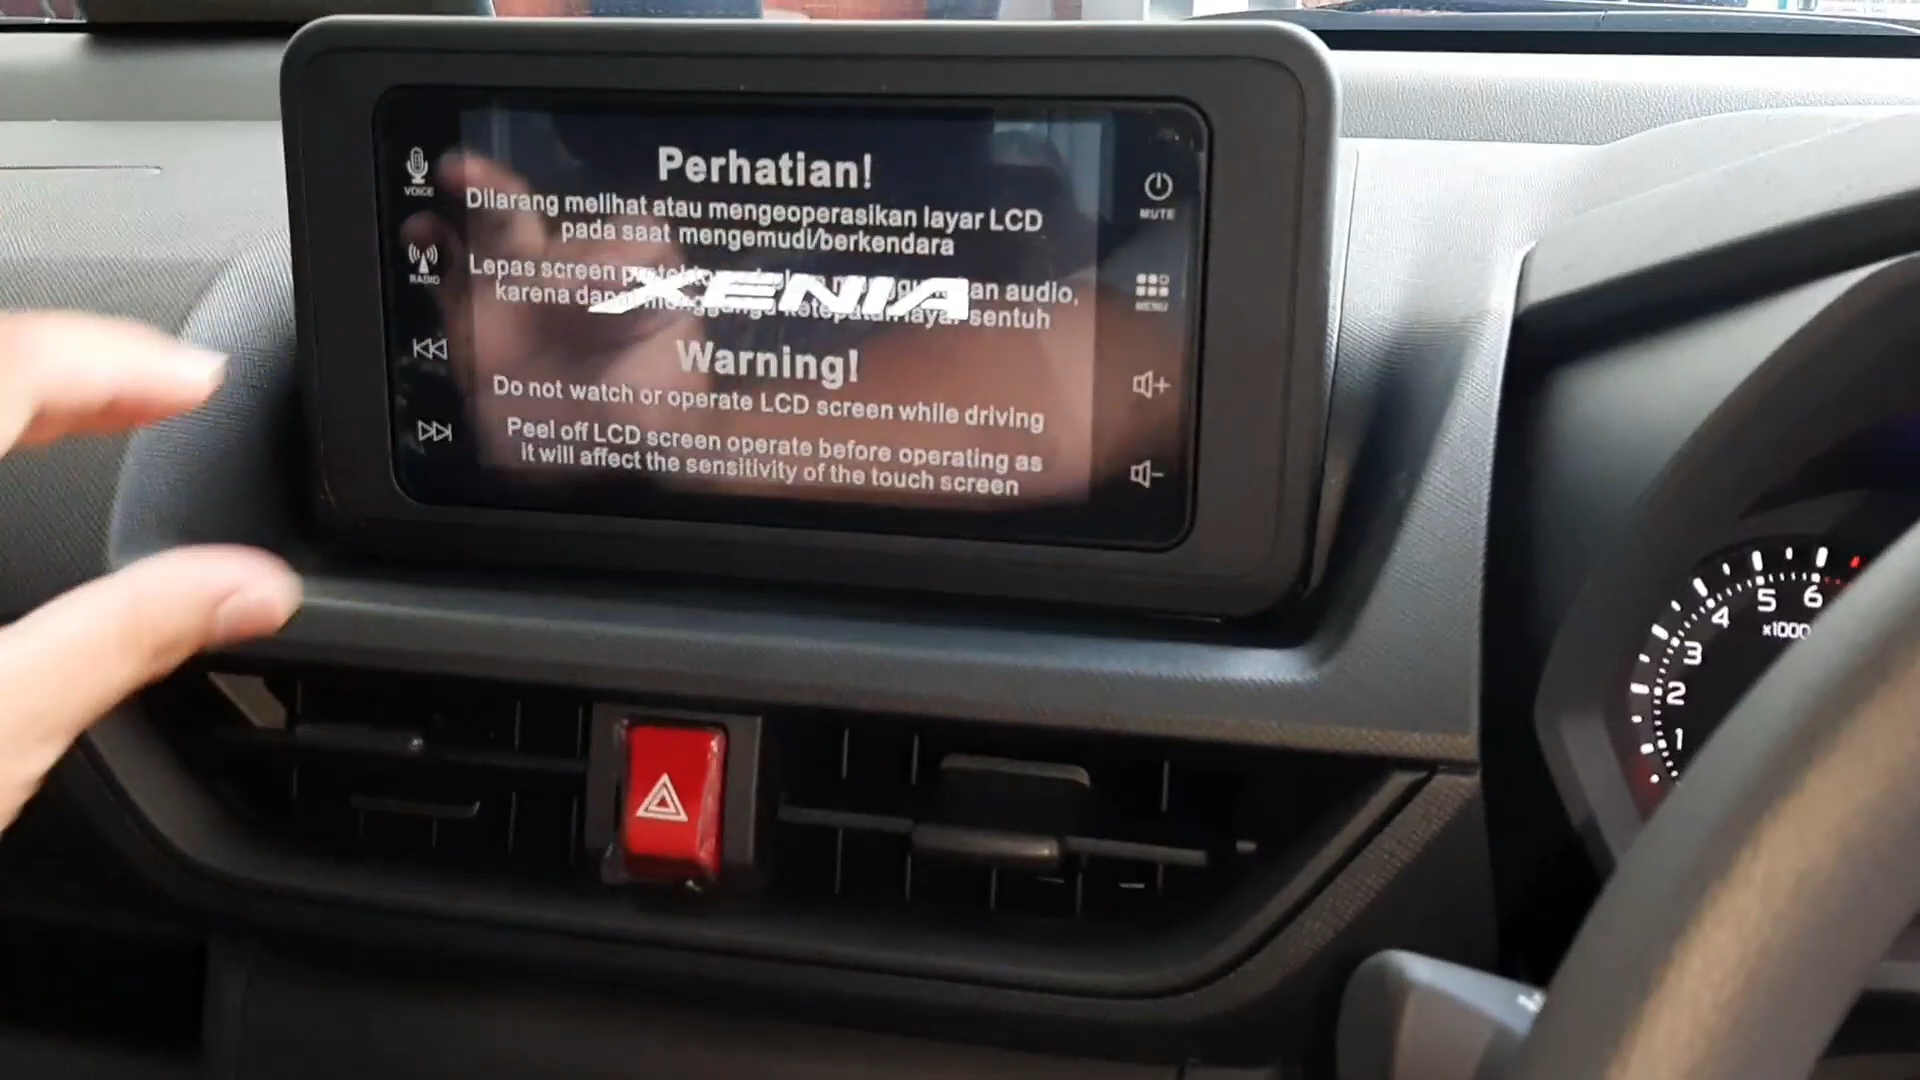 Perhatian!
Dilarang melihat atau mengeoperasikan layar LCD
pada saat mengemudi/berkendara
Lepas screen an audio,
karena layar sentuh
XENIA
Warning!
Do not watch or operate LCD screen while driving
Peel off LCD screen operate before operating as
it will affect the sensitivity of the touch screen
VOICE
RADIO
MUTE
MENU
6
5
4
x1000
3
2
1